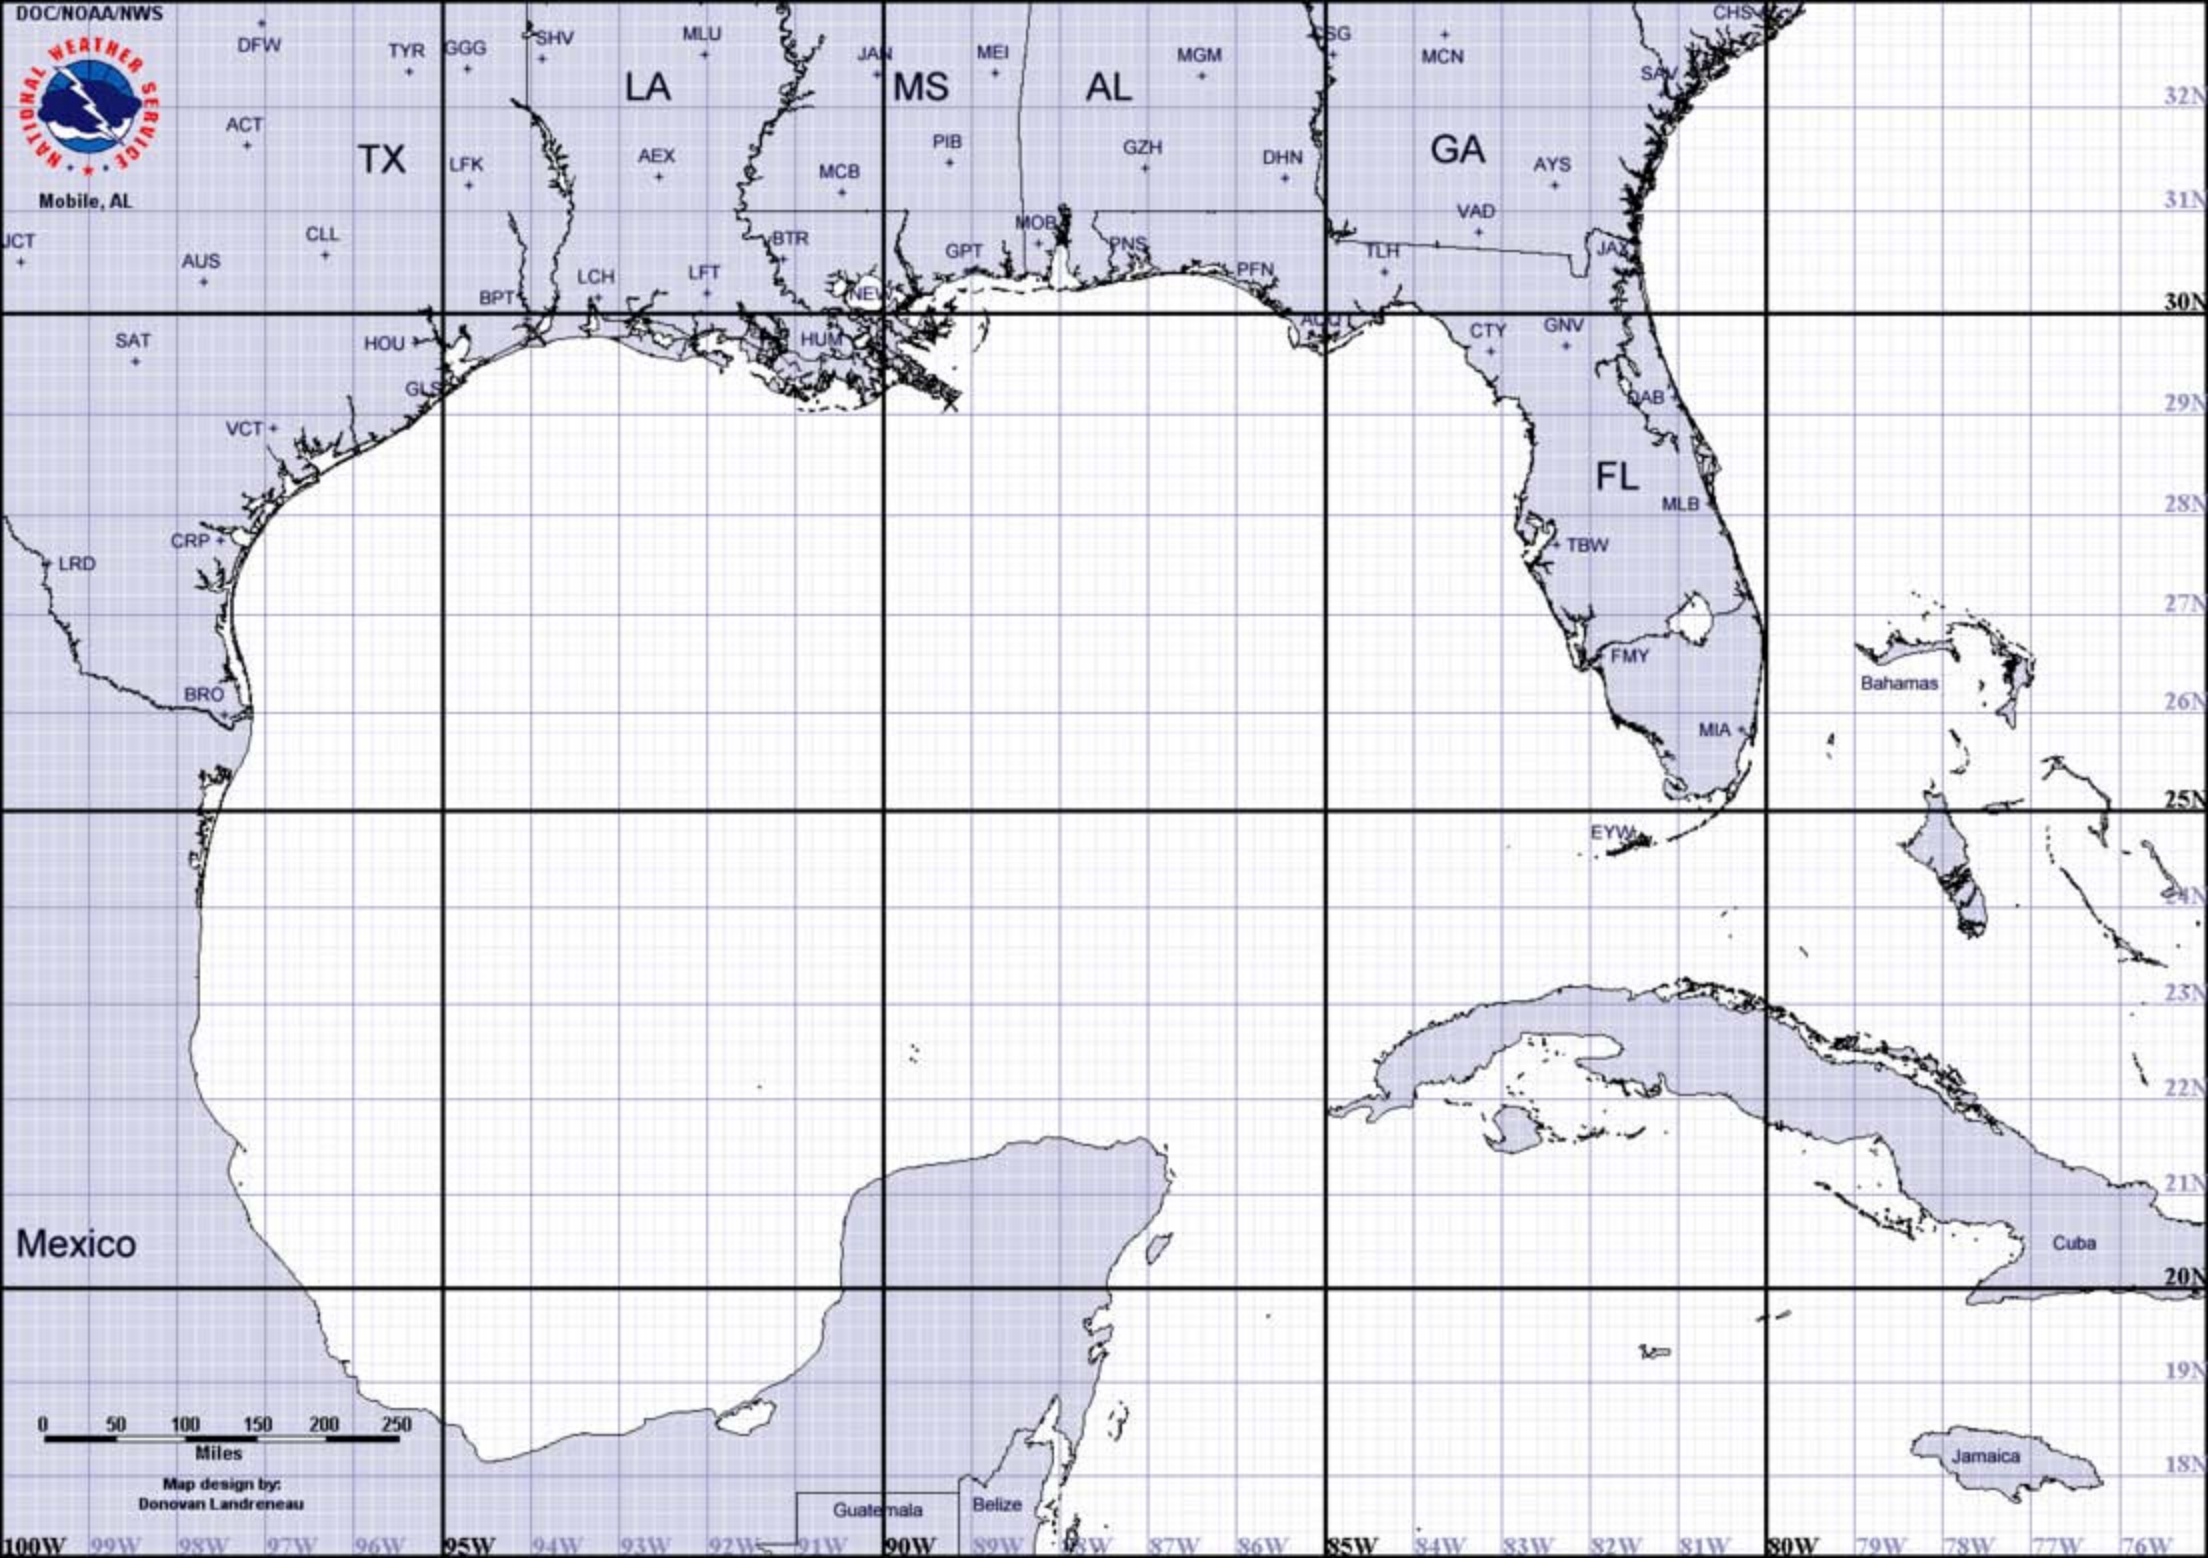 DOC/NOAA/NWS
NATIONAL WEATHER SERVICE
Mobile, AL
DFW
TYR
GGG
SHV
MLU
JAN
MEI
MGM
CSG
MCN
CHS
SAV
LA
MS
AL
32N
ACT
TX
LFK
AEX
MCB
PIB
GZH
DHN
GA
AYS
31N
JCT
AUS
CLL
BPT
LCH
LFT
BTR
NEW
GPT
MOB
PNS
PFN
TLH
VAD
JAX
30N
SAT
HOU
HUM
CTY
GNV
GLS
DAB
29N
VCT
FL
MLB
28N
CRP
LRD
TBW
27N
FMY
Bahamas
BRO
26N
MIA
25N
EYW
24N
23N
22N
21N
Mexico
Cuba
20N
19N
0 50 100 150 200 250
Miles
Jamaica
18N
Map design by:
Donovan Landreneau
Guatemala
Belize
100W 99W 98W 97W 96W 95W 94W 93W 92W 91W 90W 89W 88W 87W 86W 85W 84W 83W 82W 81W 80W 79W 78W 77W 76W